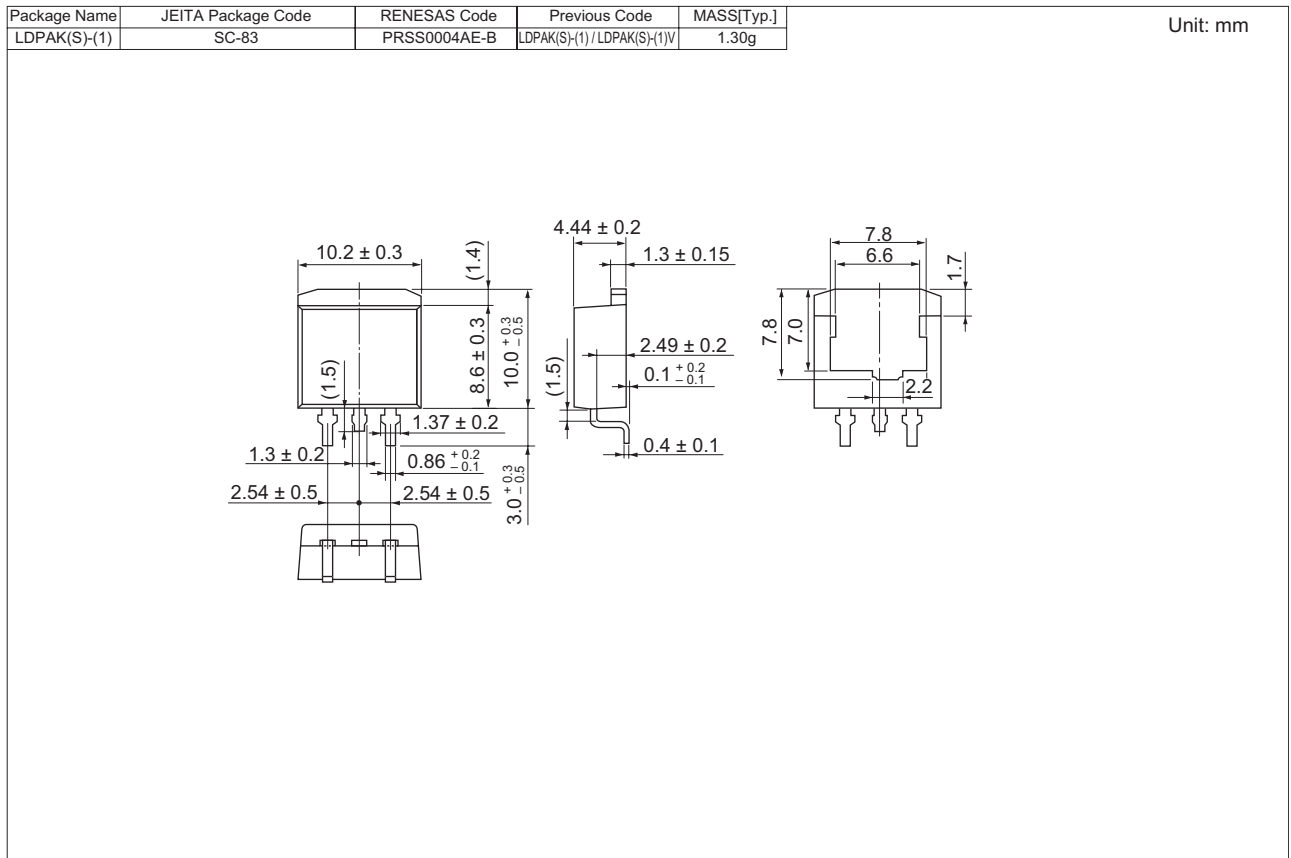 Package Name JEITA Package Code RENESAS Code Previous Code MASS[Typ.]
LDPAK(S)-(1) SC-83 PRSS0004AE-B LDPAK(S)-(1) / LDPAK(S)-(1)V 1.30g
Unit: mm
10.2 ± 0.3
(1.4)
8.6 ± 0.3
10.0 + 0.3 – 0.5
(1.5)
1.37 ± 0.2
1.3 ± 0.2
0.86 + 0.2 – 0.1
2.54 ± 0.5
2.54 ± 0.5
3.0 + 0.3 – 0.5
4.44 ± 0.2
1.3 ± 0.15
2.49 ± 0.2
(1.5)
0.1 + 0.2 – 0.1
0.4 ± 0.1
7.8
6.6
1.7
7.8
7.0
2.2